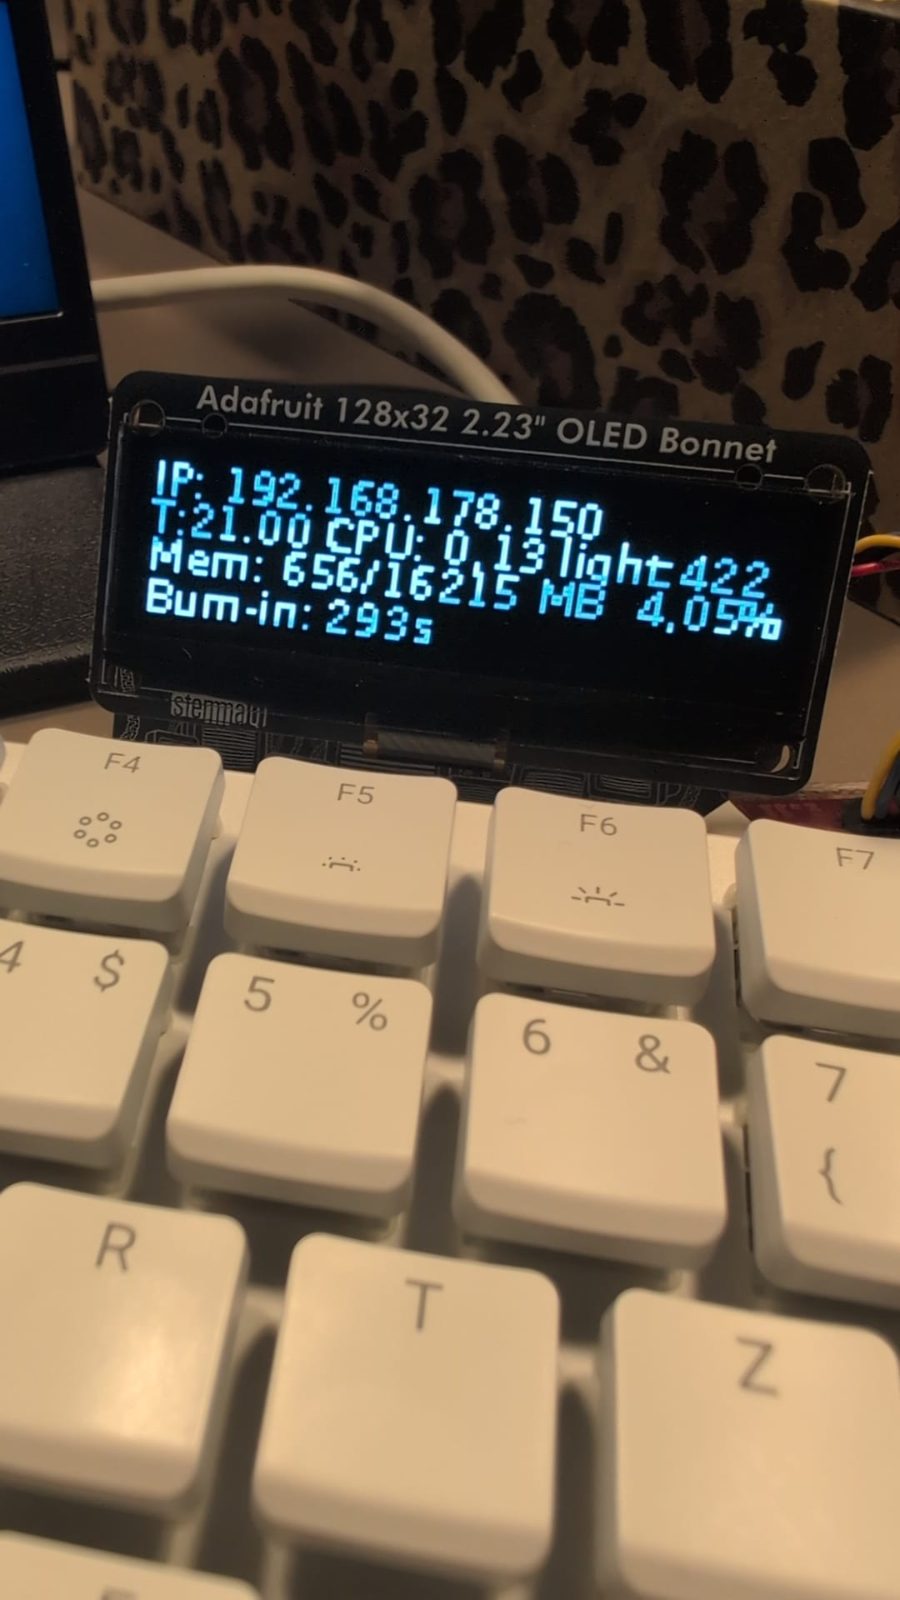 Adafruit 128x32 2.23" OLED Bonnet
IP: 192.168.178.150
T:21.00 CPU: 0.13 light:422
Mem: 656/16215 MB 4.05%
Burn-in: 293s
stemma
F4
F5
F6
F7
4 $
5 %
6 &
7
{
R
T
Z